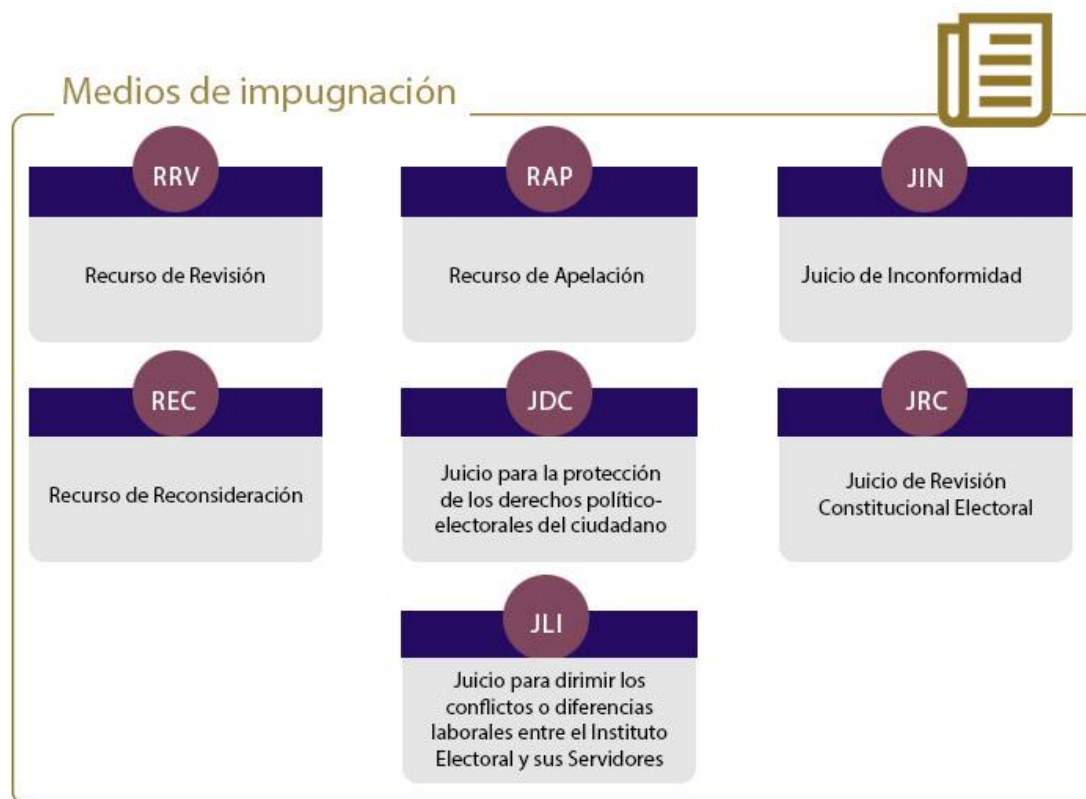 Medios de impugnación
RRV
Recurso de Revisión
RAP
Recurso de Apelación
JIN
Juicio de Inconformidad
REC
Recurso de Reconsideración
JDC
Juicio para la protección
de los derechos político-
electorales del ciudadano
JRC
Juicio de Revisión
Constitucional Electoral
JLI
Juicio para dirimir los
conflictos o diferencias
laborales entre el Instituto
Electoral y sus Servidores